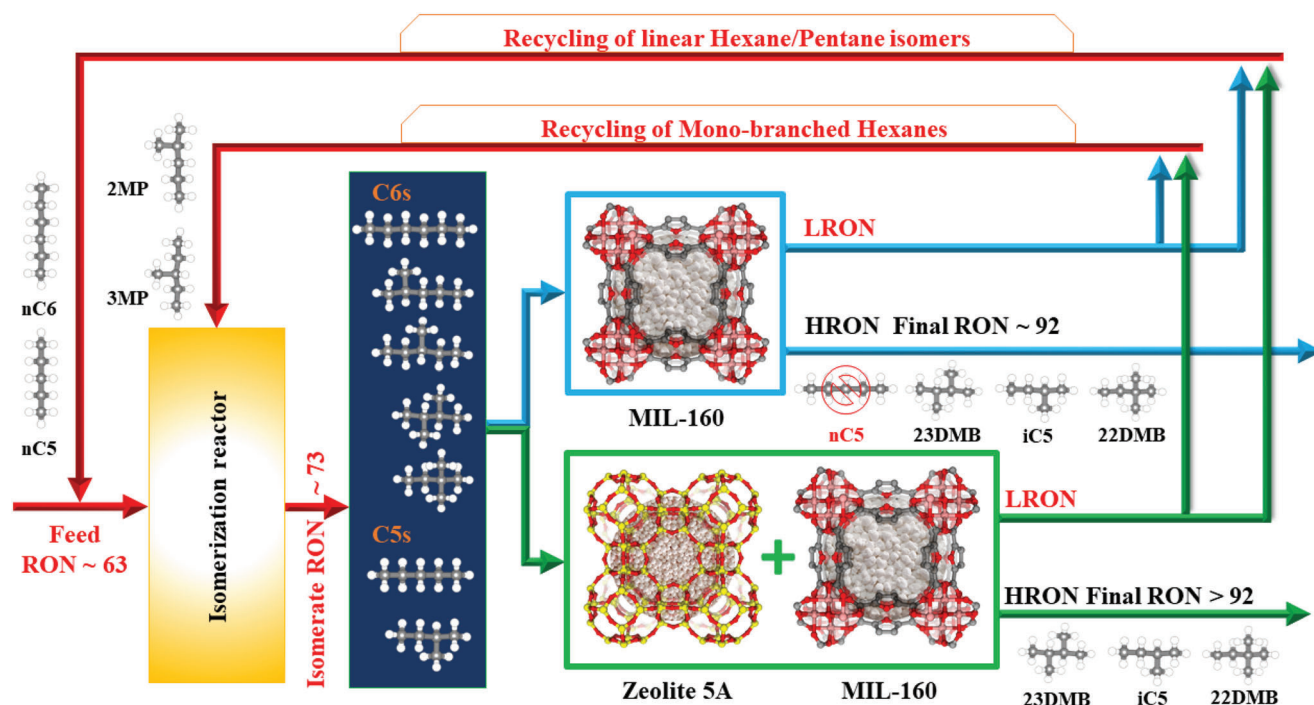 Recycling of linear Hexane/Pentane isomers
Recycling of Mono-branched Hexanes
2MP
3MP
nC6
nC5
Feed
RON ~ 63
Isomerization reactor
Isomerate RON ~ 73
C6s
C5s
MIL-160
LRON
HRON Final RON ~ 92
nC5
23DMB
iC5
22DMB
Zeolite 5A
+
MIL-160
LRON
HRON Final RON > 92
23DMB
iC5
22DMB